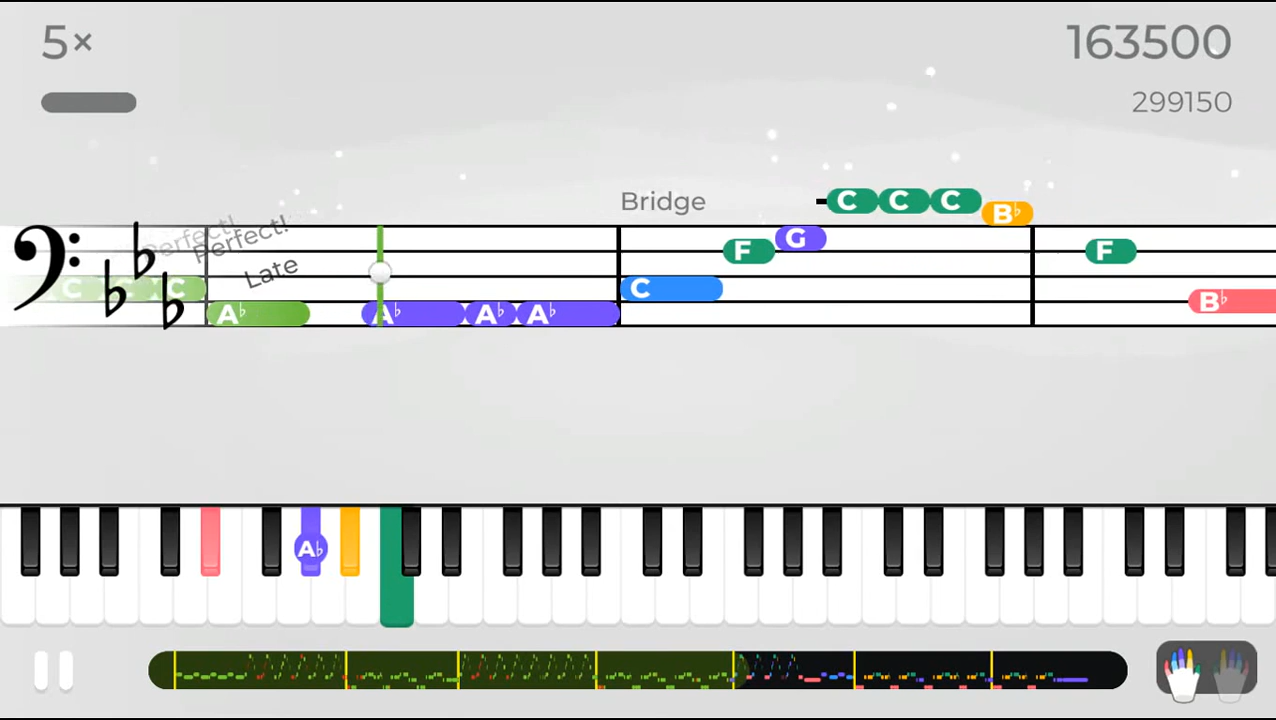 5×
163500
299150
Perfect!
Perfect!
Late
Bridge
C C C B♭
F G F
C C C C B♭
A♭ A♭ A♭ A♭
A♭